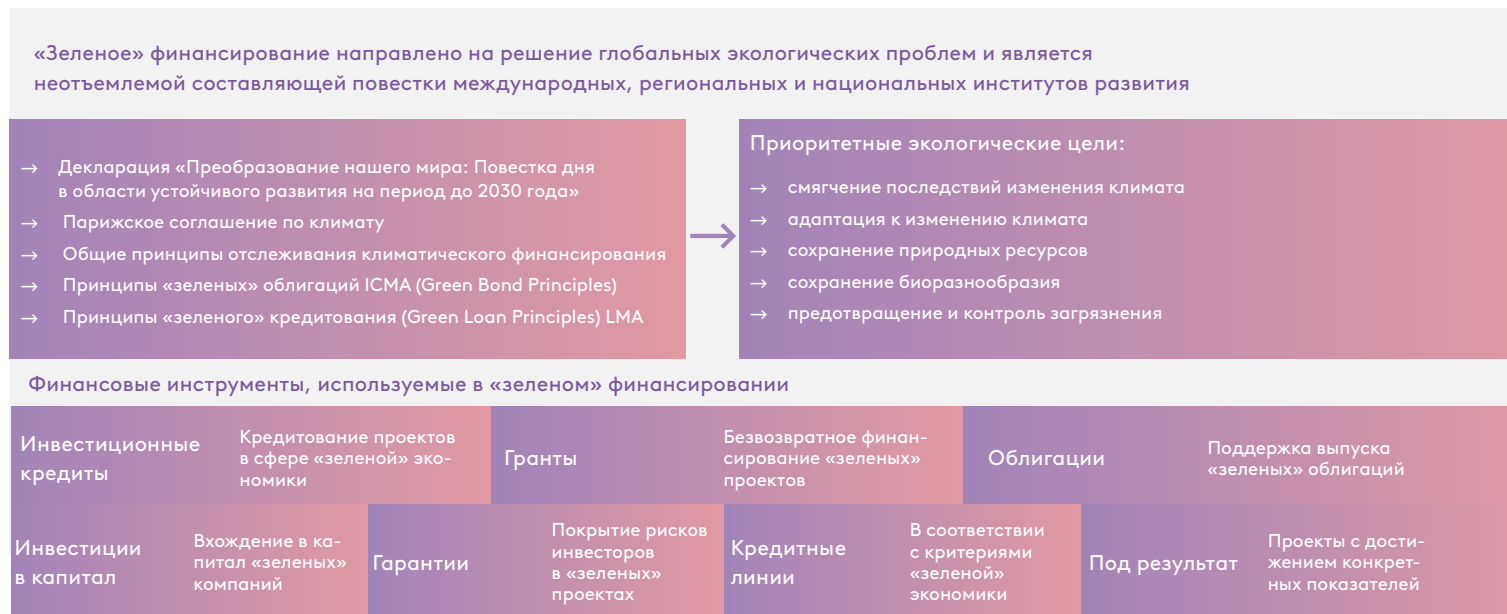 «Зеленое» финансирование направлено на решение глобальных экологических проблем и является
неотъемлемой составляющей повестки международных, региональных и национальных институтов развития
→ Декларация «Преобразование нашего мира: Повестка дня
в области устойчивого развития на период до 2030 года»
→ Парижское соглашение по климату
→ Общие принципы отслеживания климатического финансирования
→ Принципы «зеленых» облигаций ICMA (Green Bond Principles)
→ Принципы «зеленого» кредитования (Green Loan Principles) LMA
Приоритетные экологические цели:
→ смягчение последствий изменения климата
→ адаптация к изменению климата
→ сохранение природных ресурсов
→ сохранение биоразнообразия
→ предотвращение и контроль загрязнения
Финансовые инструменты, используемые в «зеленом» финансировании
Инвестиционные
кредиты
Кредитование проектов
в сфере «зеленой» эко-
номики
Гранты
Безвозвратное финан-
сирование «зеленых»
проектов
Облигации
Поддержка выпуска
«зеленых» облигаций
Инвестиции
в капитал
Вхождение в ка-
питал «зеленых»
компаний
Гарантии
Покрытие рисков
инвесторов
в «зеленых»
проектах
Кредитные
линии
В соответствии
с критериями
«зеленой»
экономики
Под результат
Проекты с дости-
жением конкрет-
ных показателей